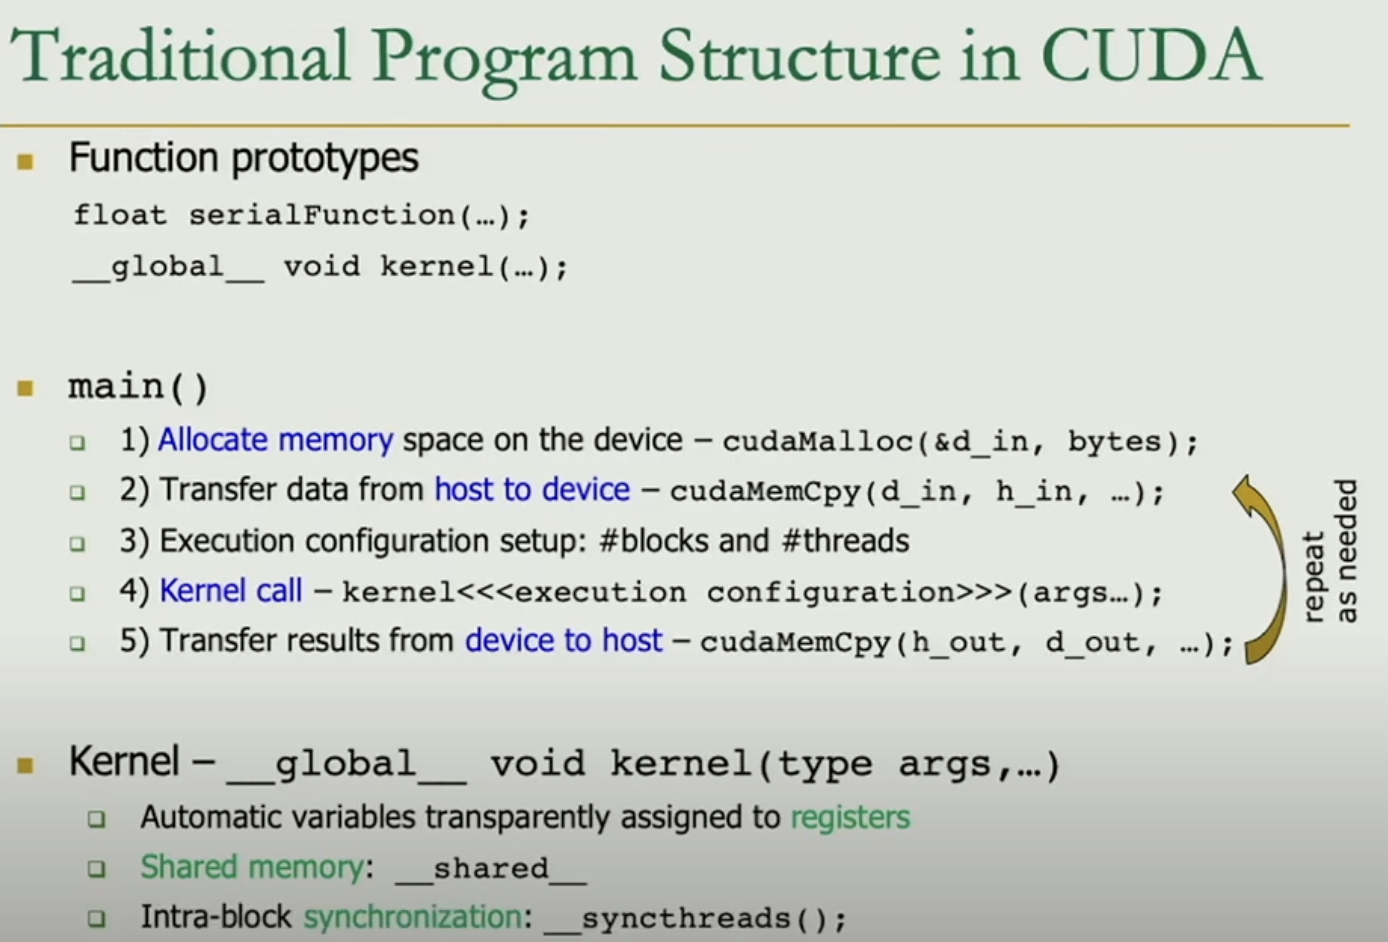 Traditional Program Structure in CUDA
Function prototypes
float serialFunction(…);
__global__ void kernel(…);
main()
1) Allocate memory space on the device – cudaMalloc(&d_in, bytes);
2) Transfer data from host to device – cudaMemCpy(d_in, h_in, …);
3) Execution configuration setup: #blocks and #threads
4) Kernel call – kernel<<<execution configuration>>>(args…);
5) Transfer results from device to host – cudaMemCpy(h_out, d_out, …);
repeat
as needed
Kernel – __global__ void kernel(type args,…)
Automatic variables transparently assigned to registers
Shared memory: __shared__
Intra-block synchronization: __syncthreads();